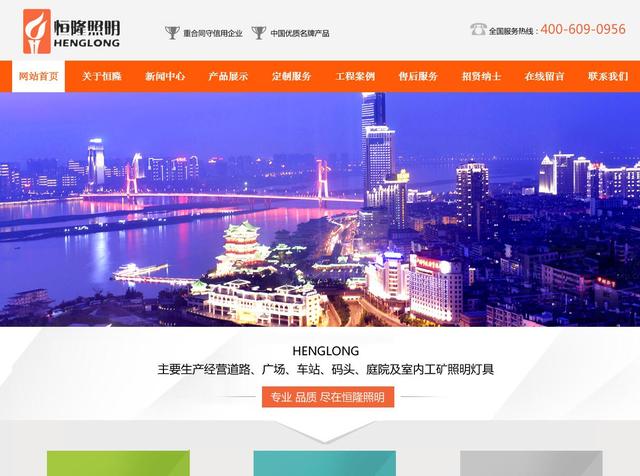 恒隆照明
HENGLONG
重合同守信用企业
中国优质名牌产品
全国服务热线：400-609-0956
网站首页 关于恒隆 新闻中心 产品展示 定制服务 工程案例 售后服务 招贤纳士 在线留言 联系我们
HENGLONG
主要生产经营道路、广场、车站、码头、庭院及室内工矿照明灯具
专业 品质 尽在恒隆照明